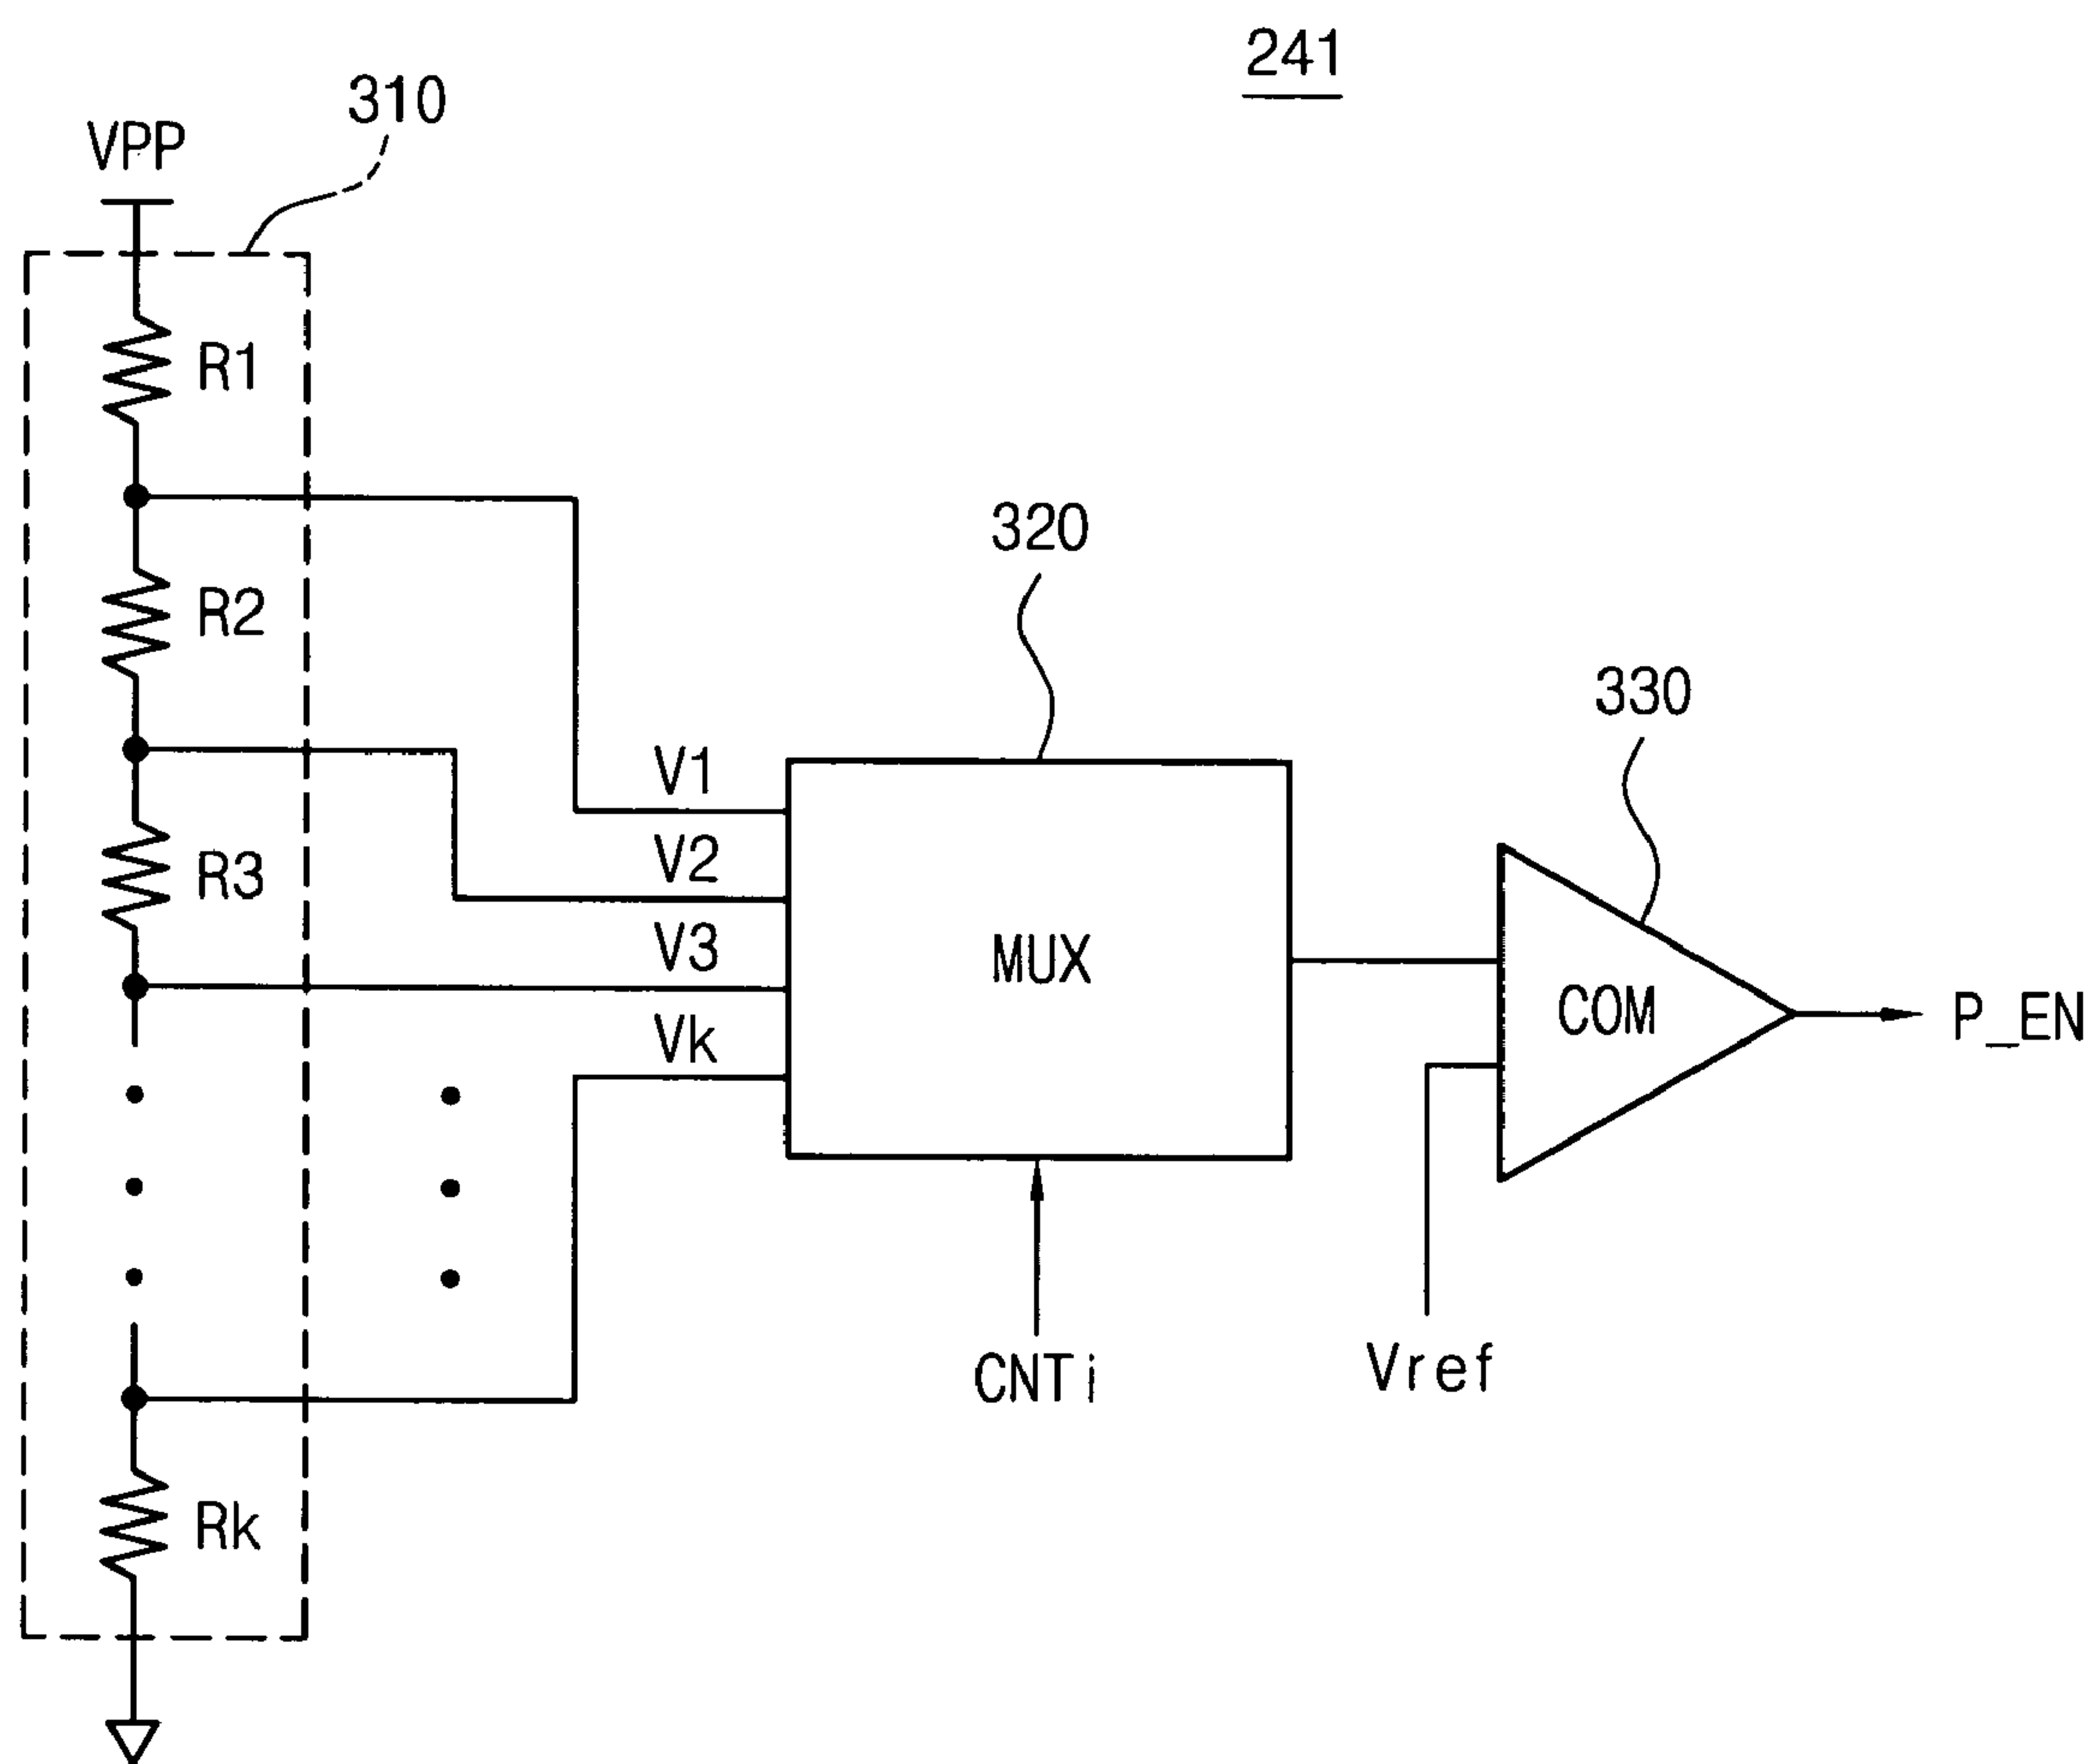 241
310
VPP
R1
R2
R3
Rk
V1
V2
V3
Vk
320
MUX
CNTi
330
COM
Vref
P_EN